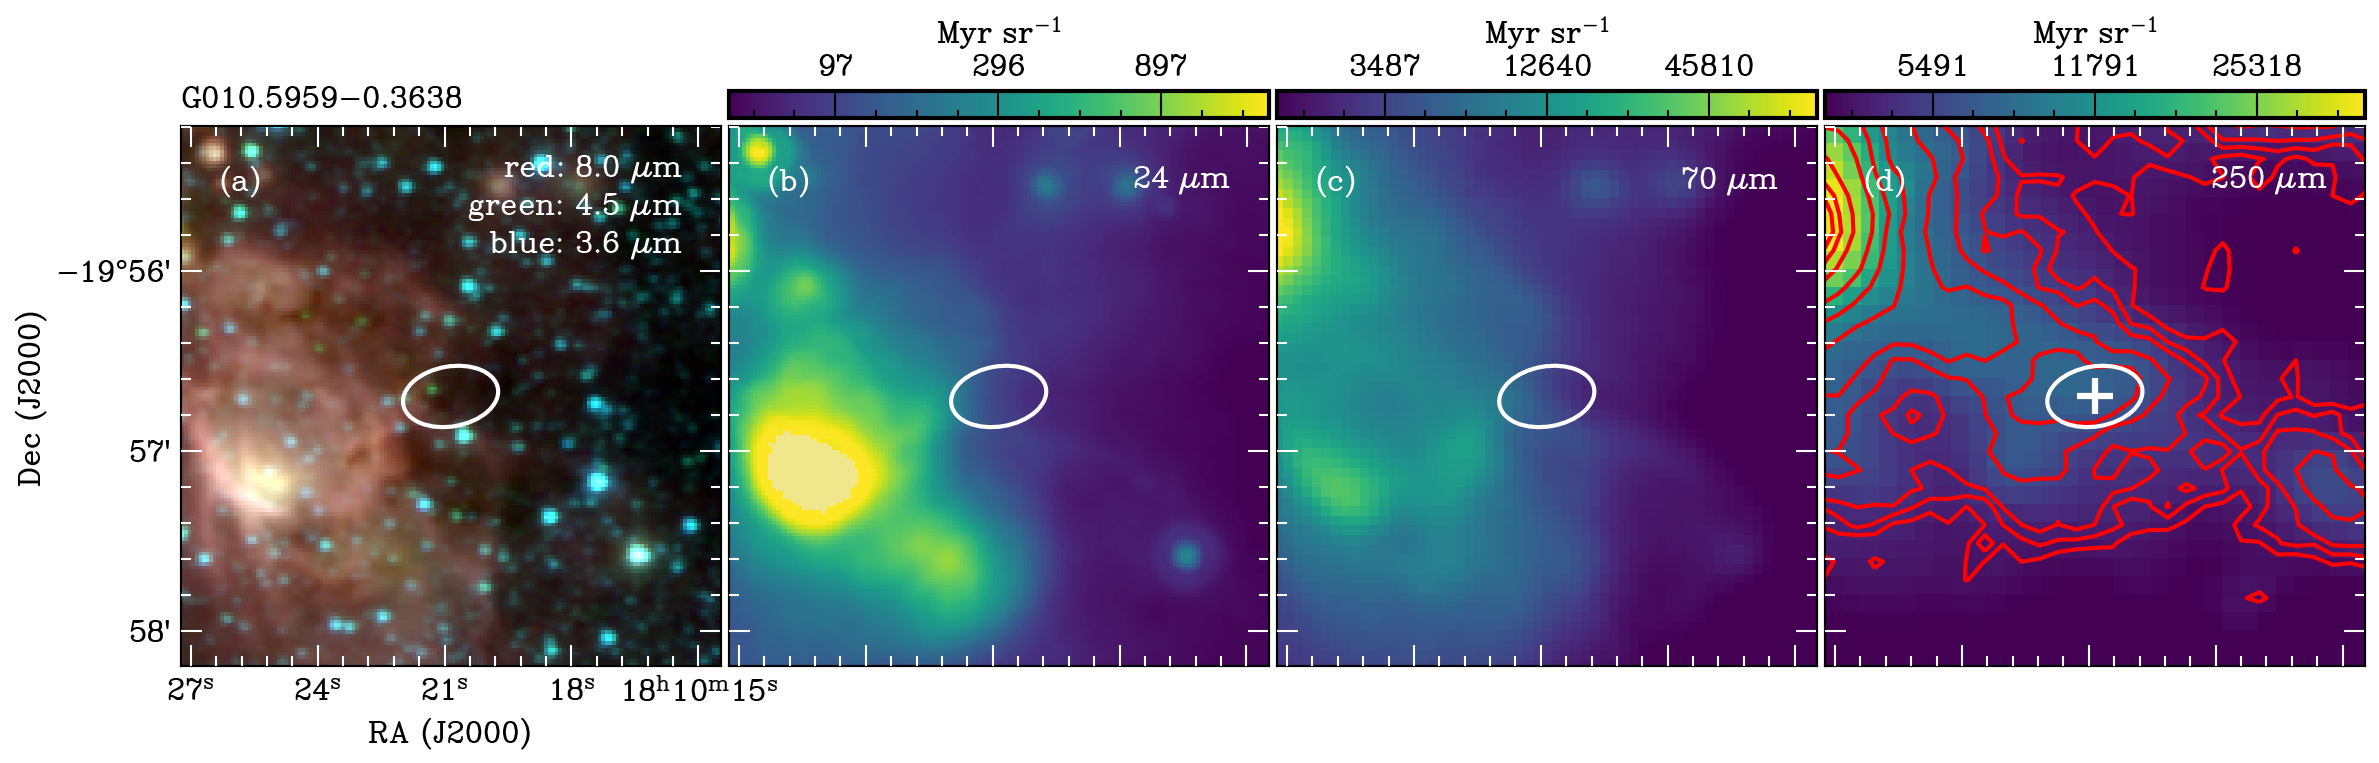 Myr sr⁻¹
Myr sr⁻¹
Myr sr⁻¹
97 296 897
3487 12640 45810
5491 11791 25318
G010.5959−0.3638
(a)
red: 8.0 μm
green: 4.5 μm
blue: 3.6 μm
(b)
24 μm
(c)
70 μm
(d)
250 μm
−19°56'
57'
58'
Dec (J2000)
27ˢ 24ˢ 21ˢ 18ˢ 18ʰ10ᵐ15ˢ
RA (J2000)